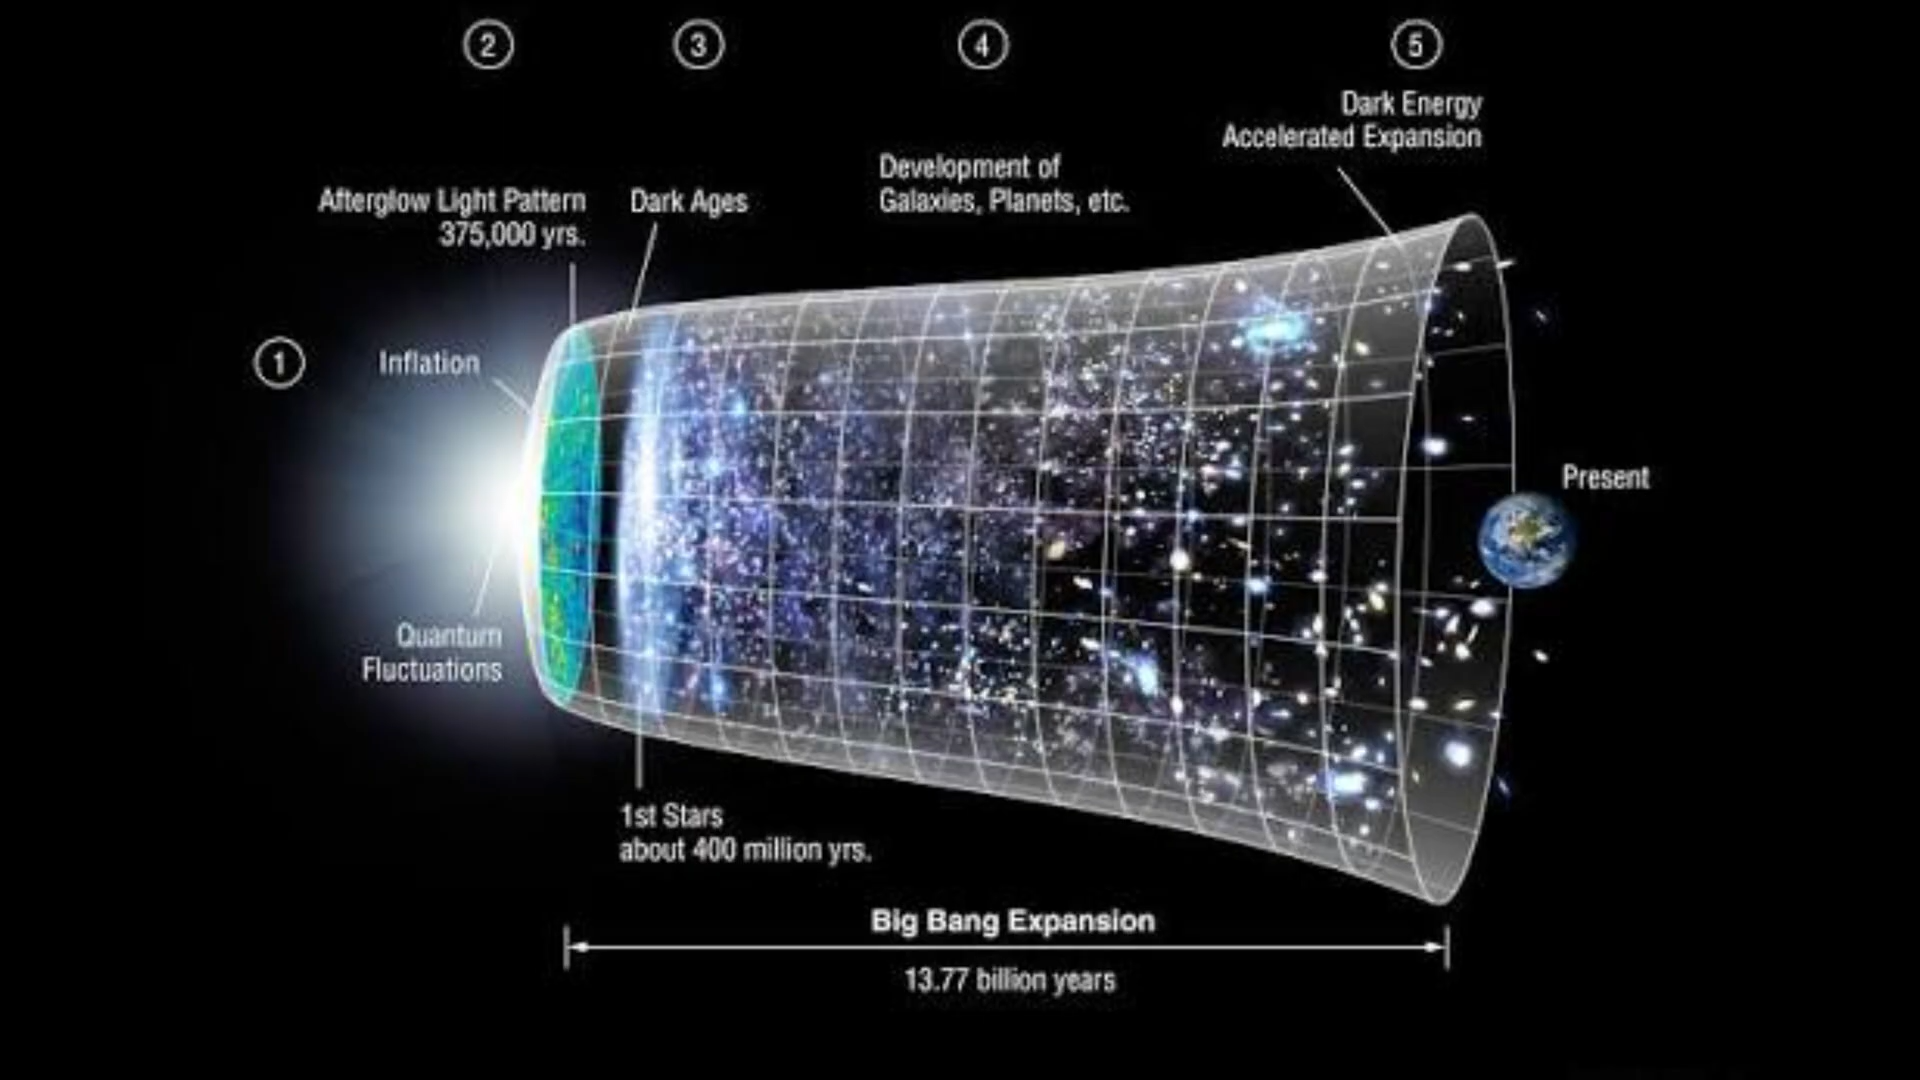 2
3
4
5
Dark Energy
Accelerated Expansion
Development of
Galaxies, Planets, etc.
Afterglow Light Pattern
375,000 yrs.
Dark Ages
1
Inflation
Present
Quantum
Fluctuations
1st Stars
about 400 million yrs.
Big Bang Expansion
13.77 billion years